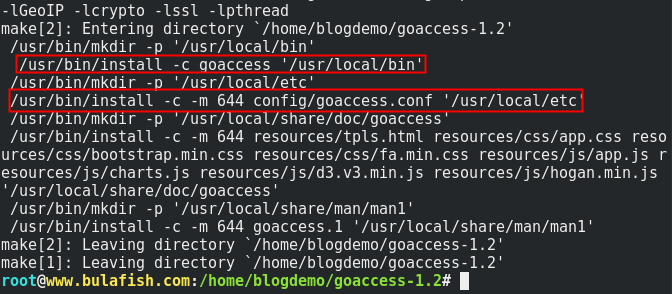 -lGeoIP -lcrypto -lssl -lpthread
make[2]: Entering directory `/home/blogdemo/goaccess-1.2'
/usr/bin/mkdir -p '/usr/local/bin'
/usr/bin/install -c goaccess '/usr/local/bin'
/usr/bin/mkdir -p '/usr/local/etc'
/usr/bin/install -c -m 644 config/goaccess.conf '/usr/local/etc'
/usr/bin/mkdir -p '/usr/local/share/doc/goaccess'
/usr/bin/install -c -m 644 resources/tpls.html resources/css/app.css reso
urces/css/bootstrap.min.css resources/css/fa.min.css resources/js/app.js r
esources/js/charts.js resources/js/d3.v3.min.js resources/js/hogan.min.js
'/usr/local/share/doc/goaccess'
/usr/bin/mkdir -p '/usr/local/share/man/man1'
/usr/bin/install -c -m 644 goaccess.1 '/usr/local/share/man/man1'
make[2]: Leaving directory `/home/blogdemo/goaccess-1.2'
make[1]: Leaving directory `/home/blogdemo/goaccess-1.2'
root@www.bulafish.com:/home/blogdemo/goaccess-1.2#